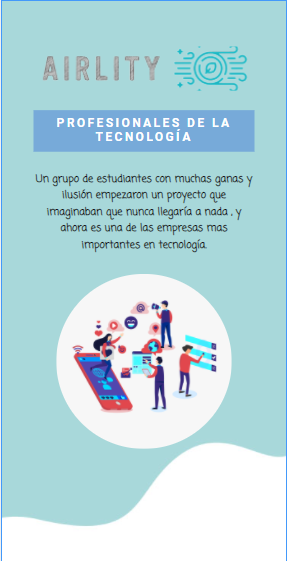 AIRLITY
PROFESIONALES DE LA
TECNOLOGÍA
Un grupo de estudiantes con muchas ganas y
ilusión empezaron un proyecto que
imaginaban que nunca llegaría a nada , y
ahora es una de las empresas mas
importantes en tecnología.